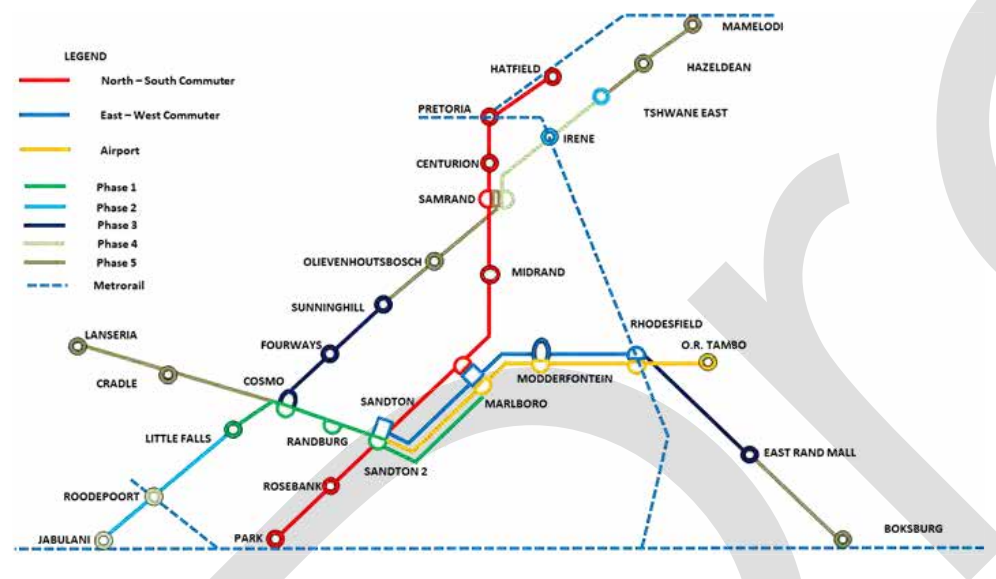 MAMELODI
LEGEND
HATFIELD
HAZELDEAN
North – South Commuter
PRETORIA
TSHWANE EAST
East – West Commuter
IRENE
Airport
CENTURION
Phase 1
SAMRAND
Phase 2
Phase 3
Phase 4
Phase 5
OLIEVENHOUTSBOSCH
MIDRAND
Metrorail
SUNNINGHILL
RHODESFIELD
LANSERIA
FOURWAYS
O.R. TAMBO
CRADLE
COSMO
MODDERFONTEIN
SANDTON
MARLBORO
LITTLE FALLS
RANDBURG
EAST RAND MALL
SANDTON 2
ROSEBANK
ROODEPOORT
BOKSBURG
JABULANI
PARK